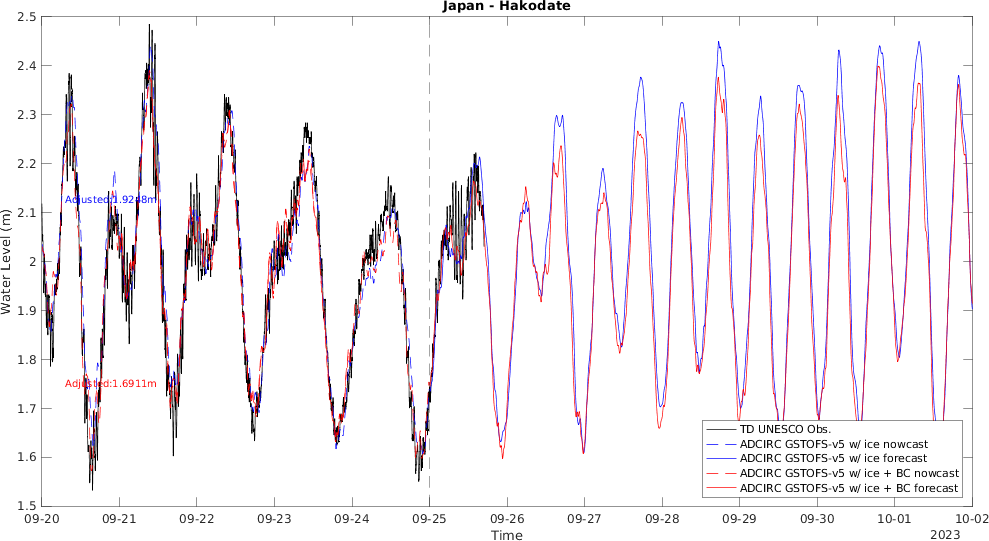 Japan - Hakodate
Water Level (m)
2.5
2.4
2.3
2.2
2.1
2
1.9
1.8
1.7
1.6
1.5
Adjusted:1.9248m
Adjusted:1.6911m
TD UNESCO Obs.
ADCIRC GSTOFS-v5 w/ ice nowcast
ADCIRC GSTOFS-v5 w/ ice forecast
ADCIRC GSTOFS-v5 w/ ice + BC nowcast
ADCIRC GSTOFS-v5 w/ ice + BC forecast
09-20 09-21 09-22 09-23 09-24 09-25 09-26 09-27 09-28 09-29 09-30 10-01 10-02
Time
2023